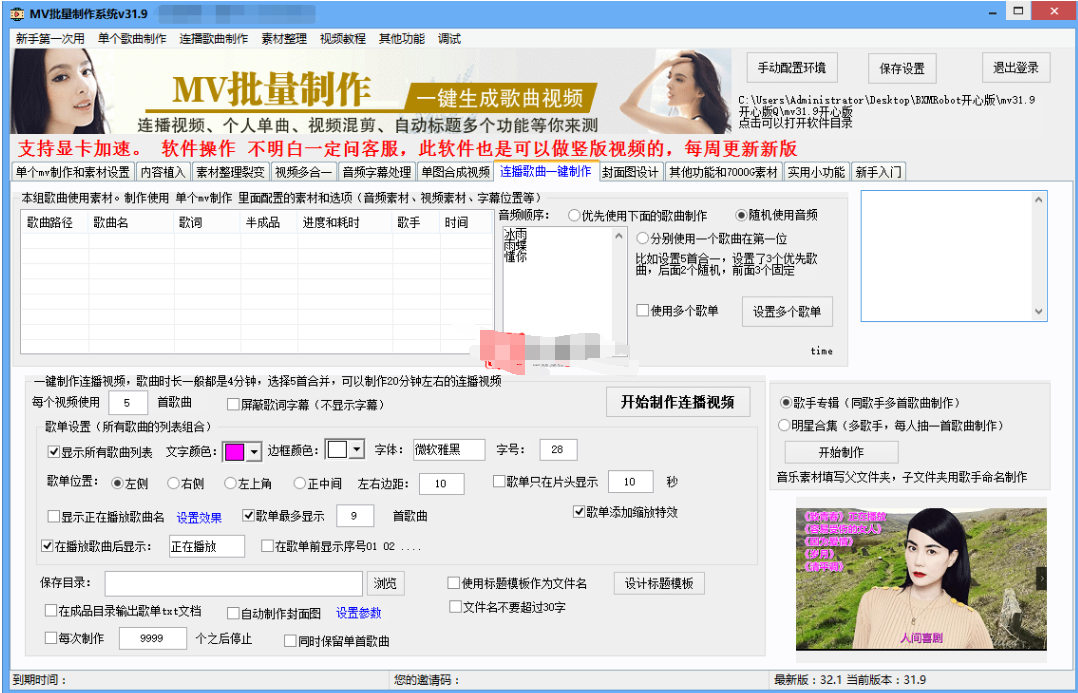 MV批量制作系统v31.9
新手第一次用 单个歌曲制作 连播歌曲制作 素材整理 视频教程 其他功能 调试
MV批量制作
一键生成歌曲视频
连播视频、个人单曲、视频混剪、自动标题多个功能等你来测
手动配置环境 保存设置 退出登录
C:\Users\Administrator\Desktop\BXMRobot开心版\mv31.9
开心版Q\mv31.9开心版
点击可以打开软件目录
支持显卡加速。 软件操作 不明白一定问客服，此软件也是可以做竖版视频的，每周更新新版
单个mv制作和素材设置 内容植入 素材整理裂变 视频多合一 音频字幕处理 单图合成视频 连播歌曲一键制作 封面图设计 其他功能和7000G素材 实用小功能 新手入门
本组歌曲使用素材。制作使用 单个mv制作 里面配置的素材和选项（音频素材、视频素材、字幕位置等）
歌曲路径 歌曲名 歌词 半成品 进度和耗时 歌手 时间
音频顺序： 优先使用下面的歌曲制作 随机使用音频
冰雨
雨蝶
懂你
分别使用一个歌曲在第一位
比如设置5首合一，设置了3个优先歌
曲，后面2个随机，前面3个固定
使用多个歌单 设置多个歌单
time
一键制作连播视频，歌曲时长一般都是4分钟，选择5首合并，可以制作20分钟左右的连播视频
每个视频使用 5 首歌曲 屏蔽歌词字幕（不显示字幕） 开始制作连播视频
歌单设置（所有歌曲的列表组合）
显示所有歌曲列表 文字颜色： 边框颜色： 字体： 微软雅黑 字号： 28
歌单位置： 左侧 右侧 左上角 正中间 左右边距： 10 歌单只在片头显示 10 秒
显示正在播放歌曲名 设置效果 歌单最多显示 9 首歌曲 歌单添加缩放特效
在播放歌曲后显示： 正在播放 在歌单前显示序号01 02 ....
保存目录： 浏览 使用标题模板作为文件名 设计标题模板
在成品目录输出歌单txt文档 自动制作封面图 设置参数 文件名不要超过30字
每次制作 9999 个之后停止 同时保留单首歌曲
歌手专辑（同歌手多首歌曲制作）
明星合集（多歌手，每人抽一首歌曲制作）
开始制作
音乐素材填写父文件夹，子文件夹用歌手命名制作
人间喜剧
到期时间： 您的邀请码： 最新版：32.1 当前版本：31.9